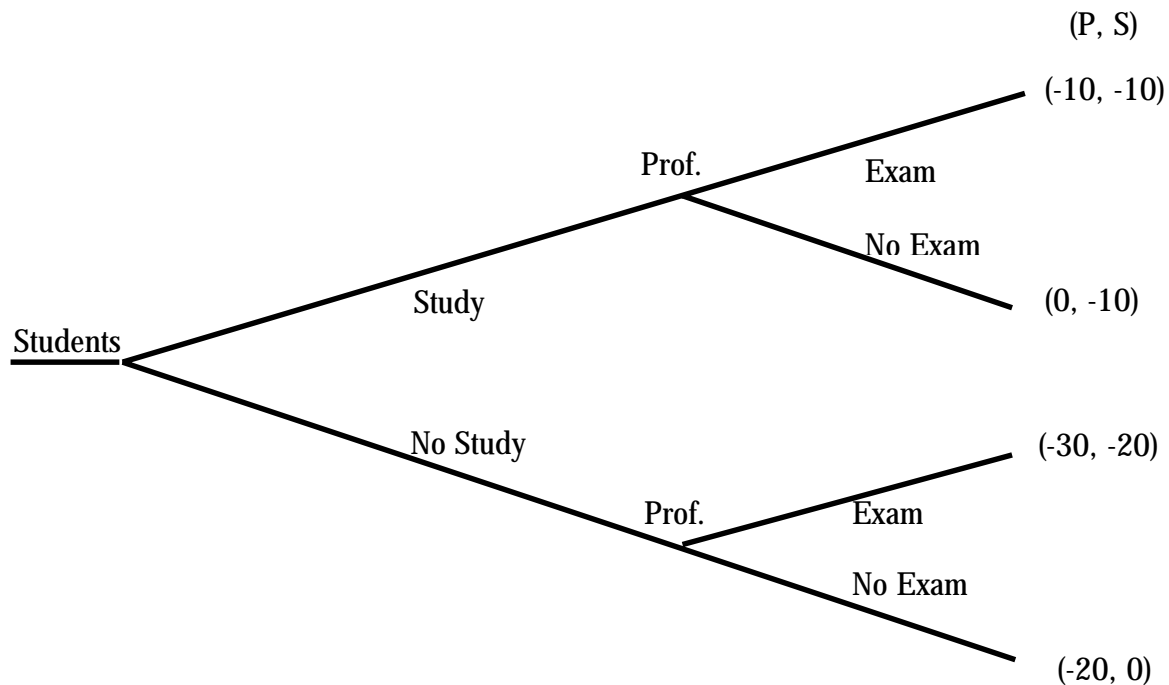 (P, S)
(-10, -10)
Prof.
Exam
No Exam
Study
(0, -10)
Students
No Study
(-30, -20)
Prof.
Exam
No Exam
(-20, 0)